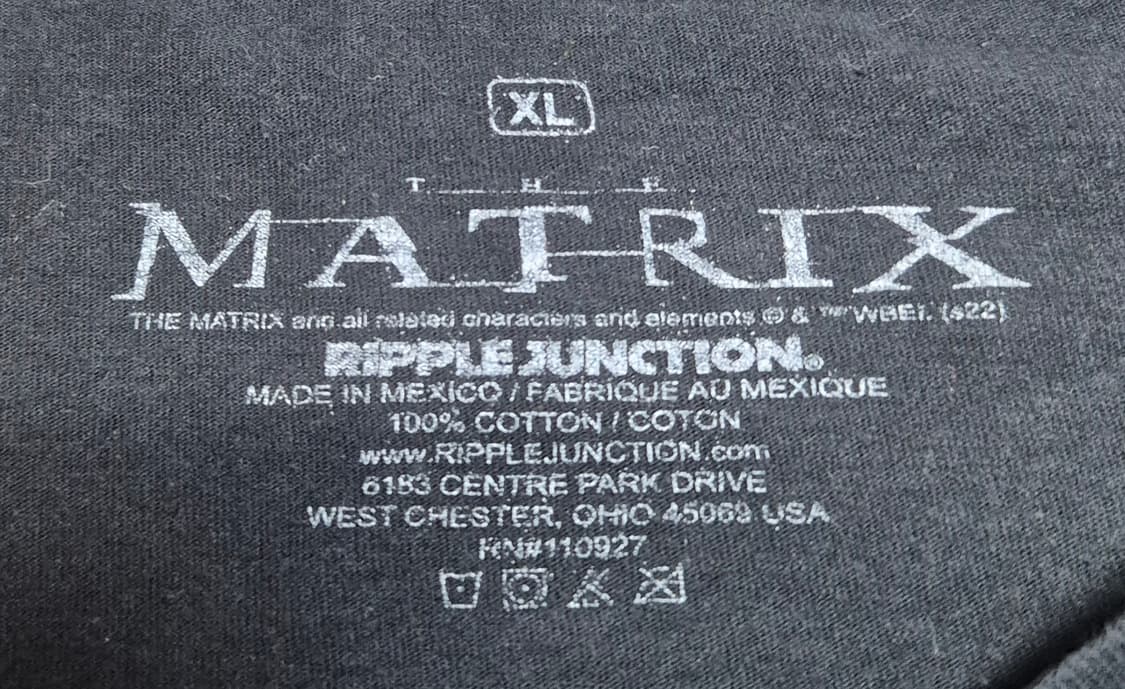 XL
THE
MATRIX
THE MATRIX and all related characters and elements © & ™ WBEI. (s22)
RIPPLE JUNCTION®
MADE IN MEXICO / FABRIQUE AU MEXIQUE
100% COTTON / COTON
www.RIPPLEJUNCTION.com
6183 CENTRE PARK DRIVE
WEST CHESTER, OHIO 45069 USA
RN#110927